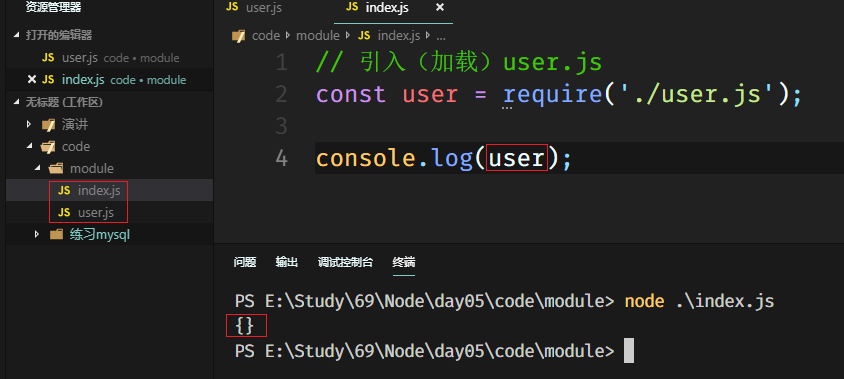 资源管理器
打开的编辑器
JS user.js code • module
× JS index.js code • module
无标题 (工作区)
演讲
code
module
JS index.js
JS user.js
练习mysql
JS user.js JS index.js ×
code › module › JS index.js › ...
1 // 引入（加载）user.js
2 const user = require('./user.js');
3
4 console.log(user);
问题 输出 调试控制台 终端
PS E:\Study\69\Node\day05\code\module> node .\index.js
{}
PS E:\Study\69\Node\day05\code\module>